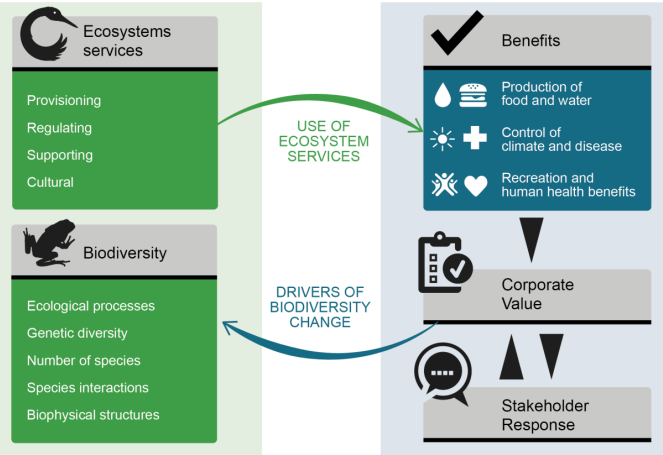 Ecosystems
services
Provisioning
Regulating
Supporting
Cultural
Biodiversity
Ecological processes
Genetic diversity
Number of species
Species interactions
Biophysical structures
USE OF
ECOSYSTEM
SERVICES
DRIVERS OF
BIODIVERSITY
CHANGE
Benefits
Production of
food and water
Control of
climate and disease
Recreation and
human health benefits
Corporate
Value
Stakeholder
Response